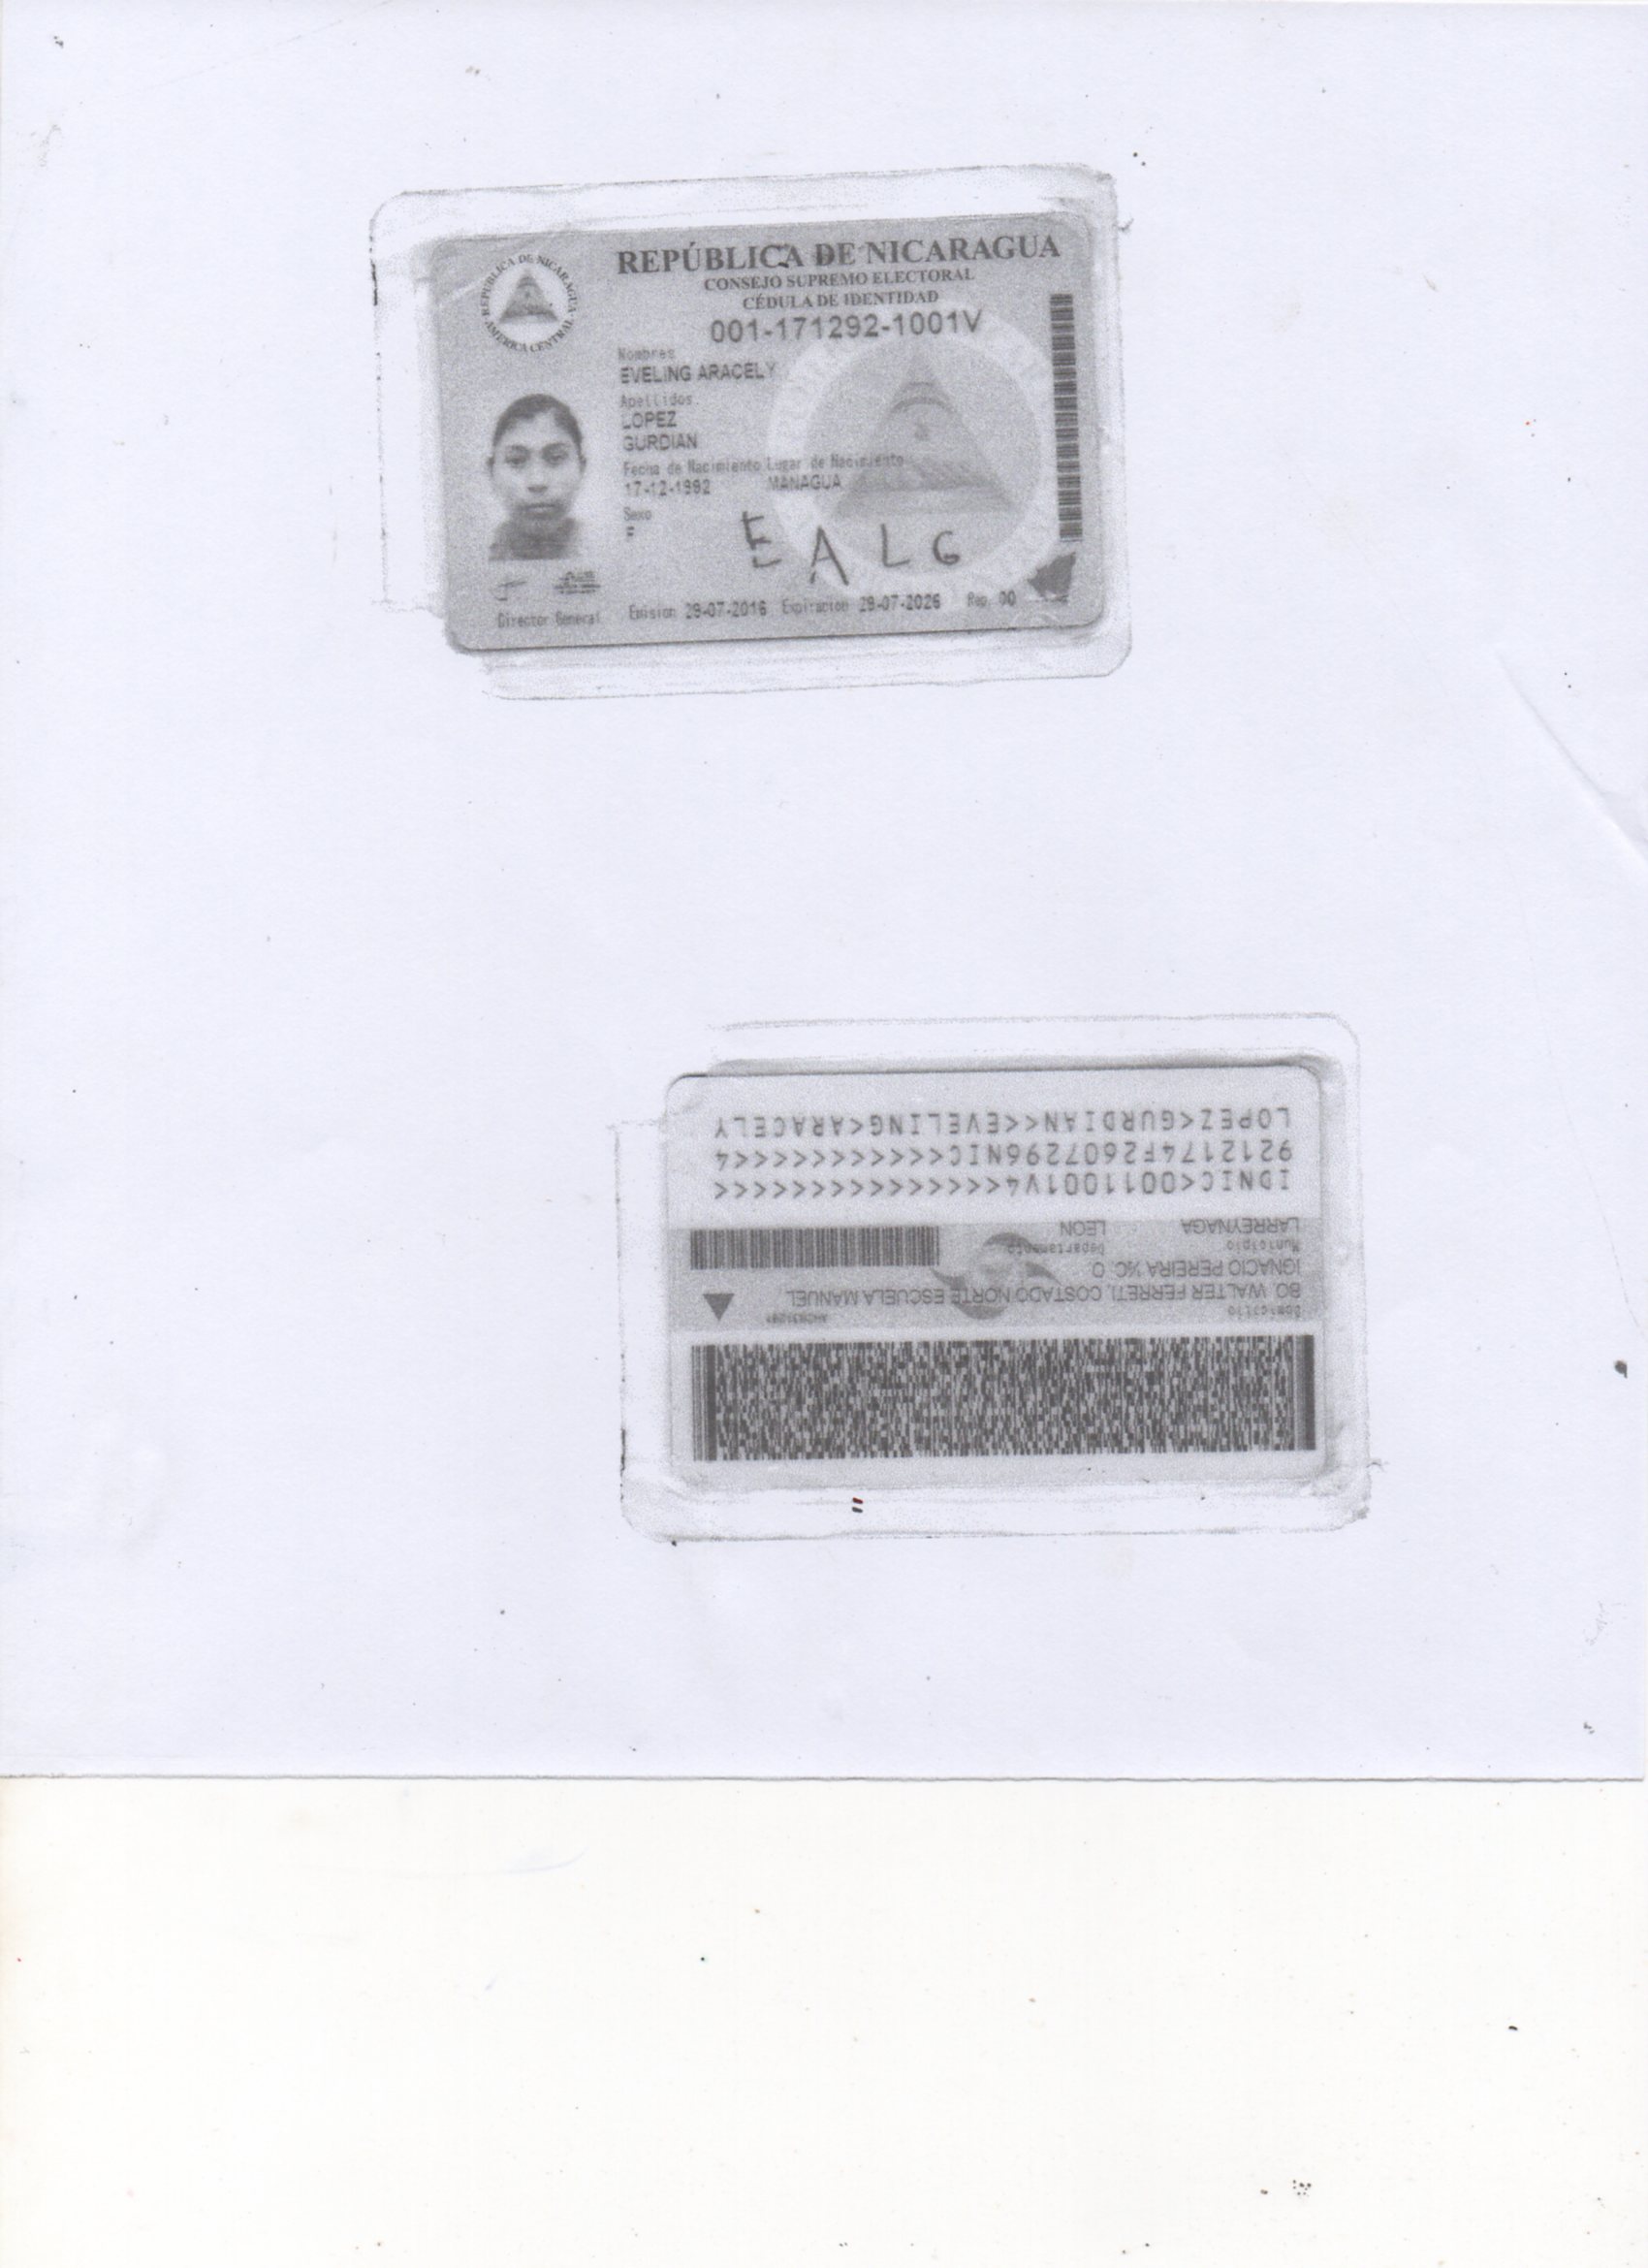 REPÚBLICA DE NICARAGUA
CONSEJO SUPREMO ELECTORAL
CÉDULA DE IDENTIDAD
001-171292-1001V
REPÚBLICA DE NICARAGUA
AMERICA CENTRAL
Nombres
EVELING ARACELY
Apellidos
LOPEZ
GURDIAN
Fecha de Nacimiento Lugar de Nacimiento
17-12-1992 MANAGUA
Sexo
F
E A L G
Director General
Emision 29-07-2016 Expiracion 29-07-2026 Rep. 00
Domicilio
BO. WALTER FERRETI, COSTADO NORTE ESCUELA MANUEL
IGNACIO PEREIRA ½C. O.
Municipio Departamento
LARREYNAGA LEON
IDNIC<0011001V4<<<<<<<<<<<<<<<
9212174F2607296NIC<<<<<<<<<<<4
LOPEZ<GURDIAN<<EVELING<ARACELY